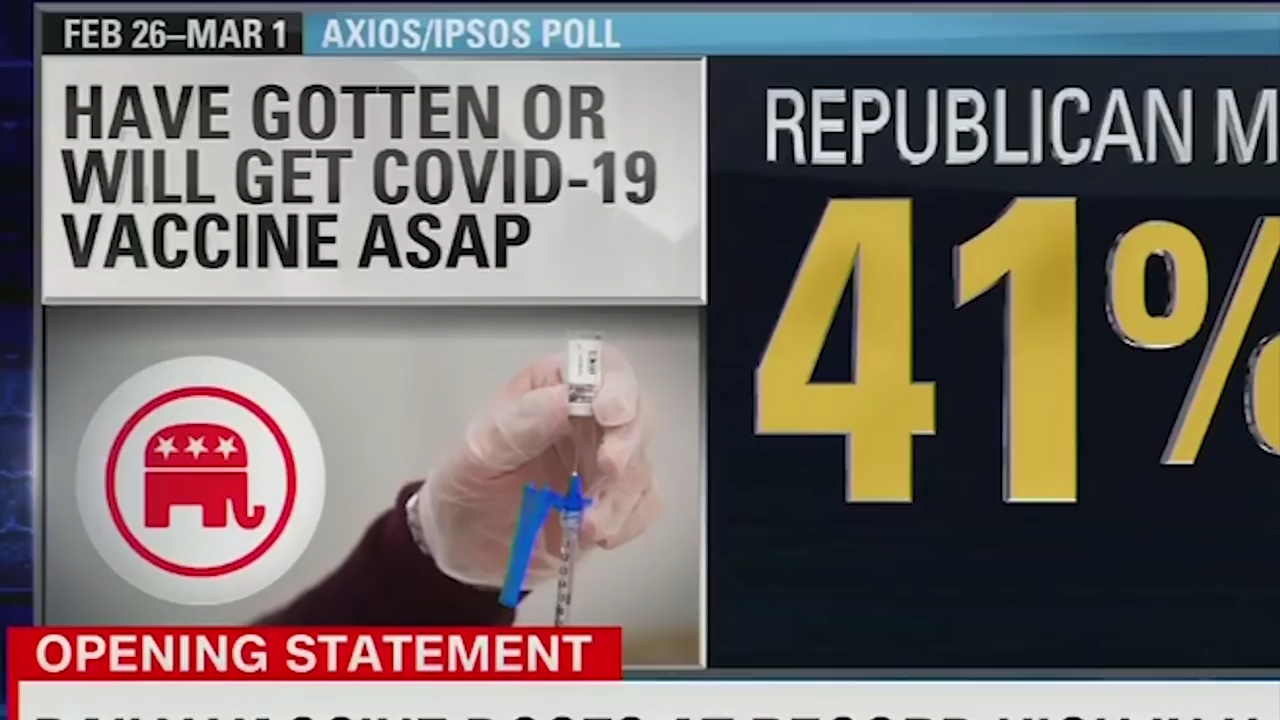 FEB 26–MAR 1 AXIOS/IPSOS POLL
HAVE GOTTEN OR
WILL GET COVID-19
VACCINE ASAP
REPUBLICAN M
41%
OPENING STATEMENT